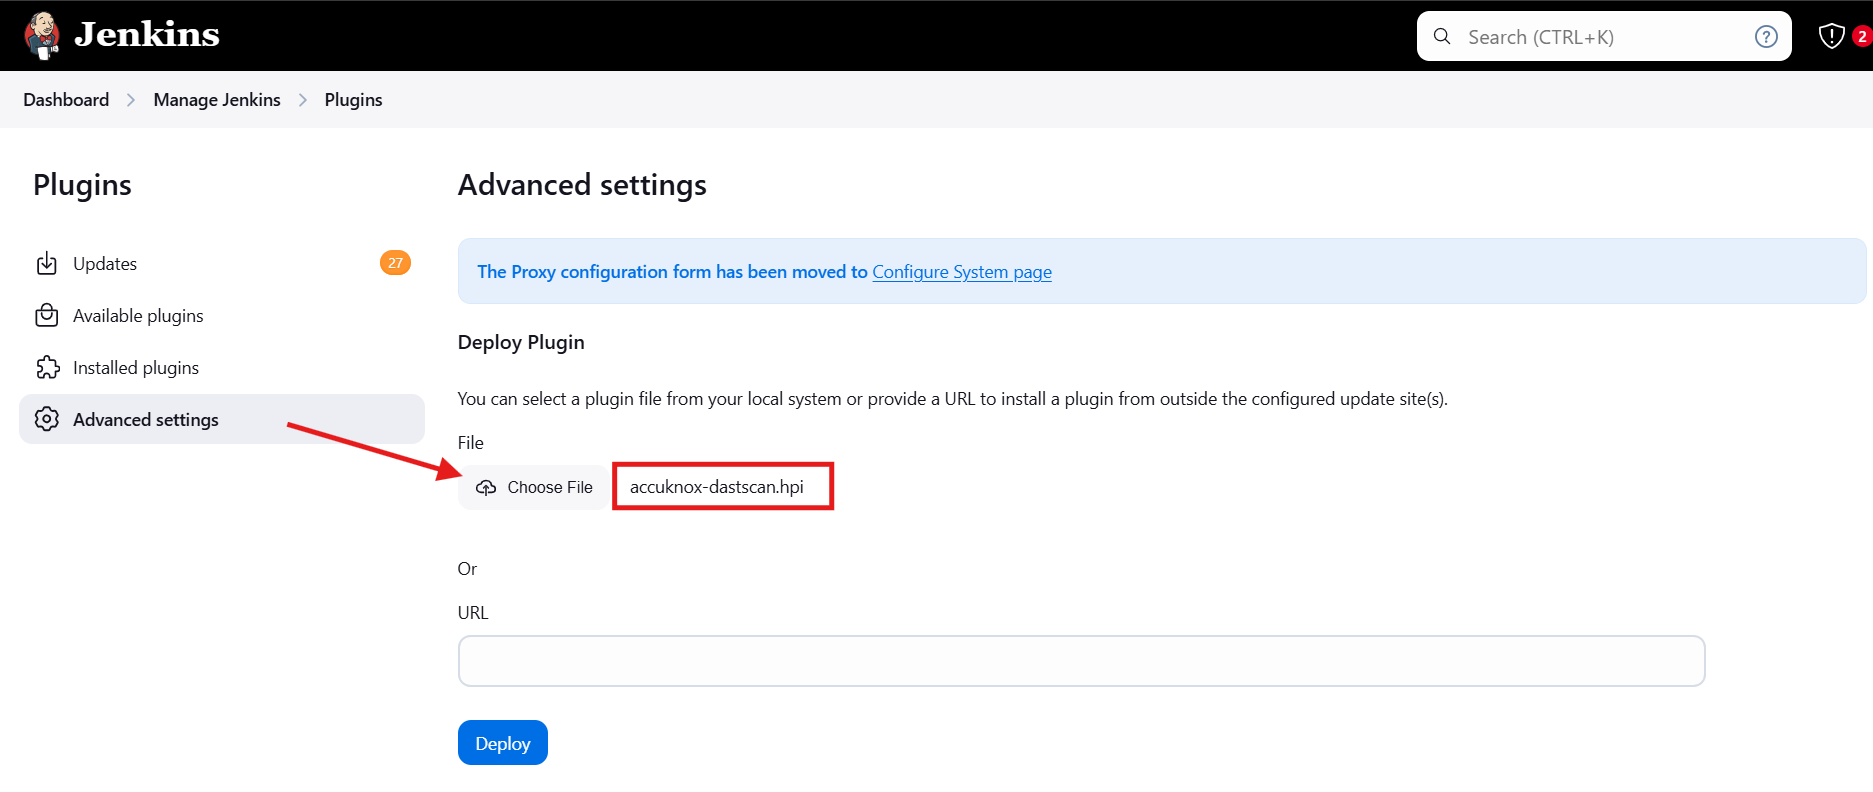 Jenkins
Search (CTRL+K)
?
2
Dashboard > Manage Jenkins > Plugins
Plugins
Updates 27
Available plugins
Installed plugins
Advanced settings
Advanced settings
The Proxy configuration form has been moved to Configure System page
Deploy Plugin
You can select a plugin file from your local system or provide a URL to install a plugin from outside the configured update site(s).
File
Choose File accuknox-dastscan.hpi
Or
URL
Deploy